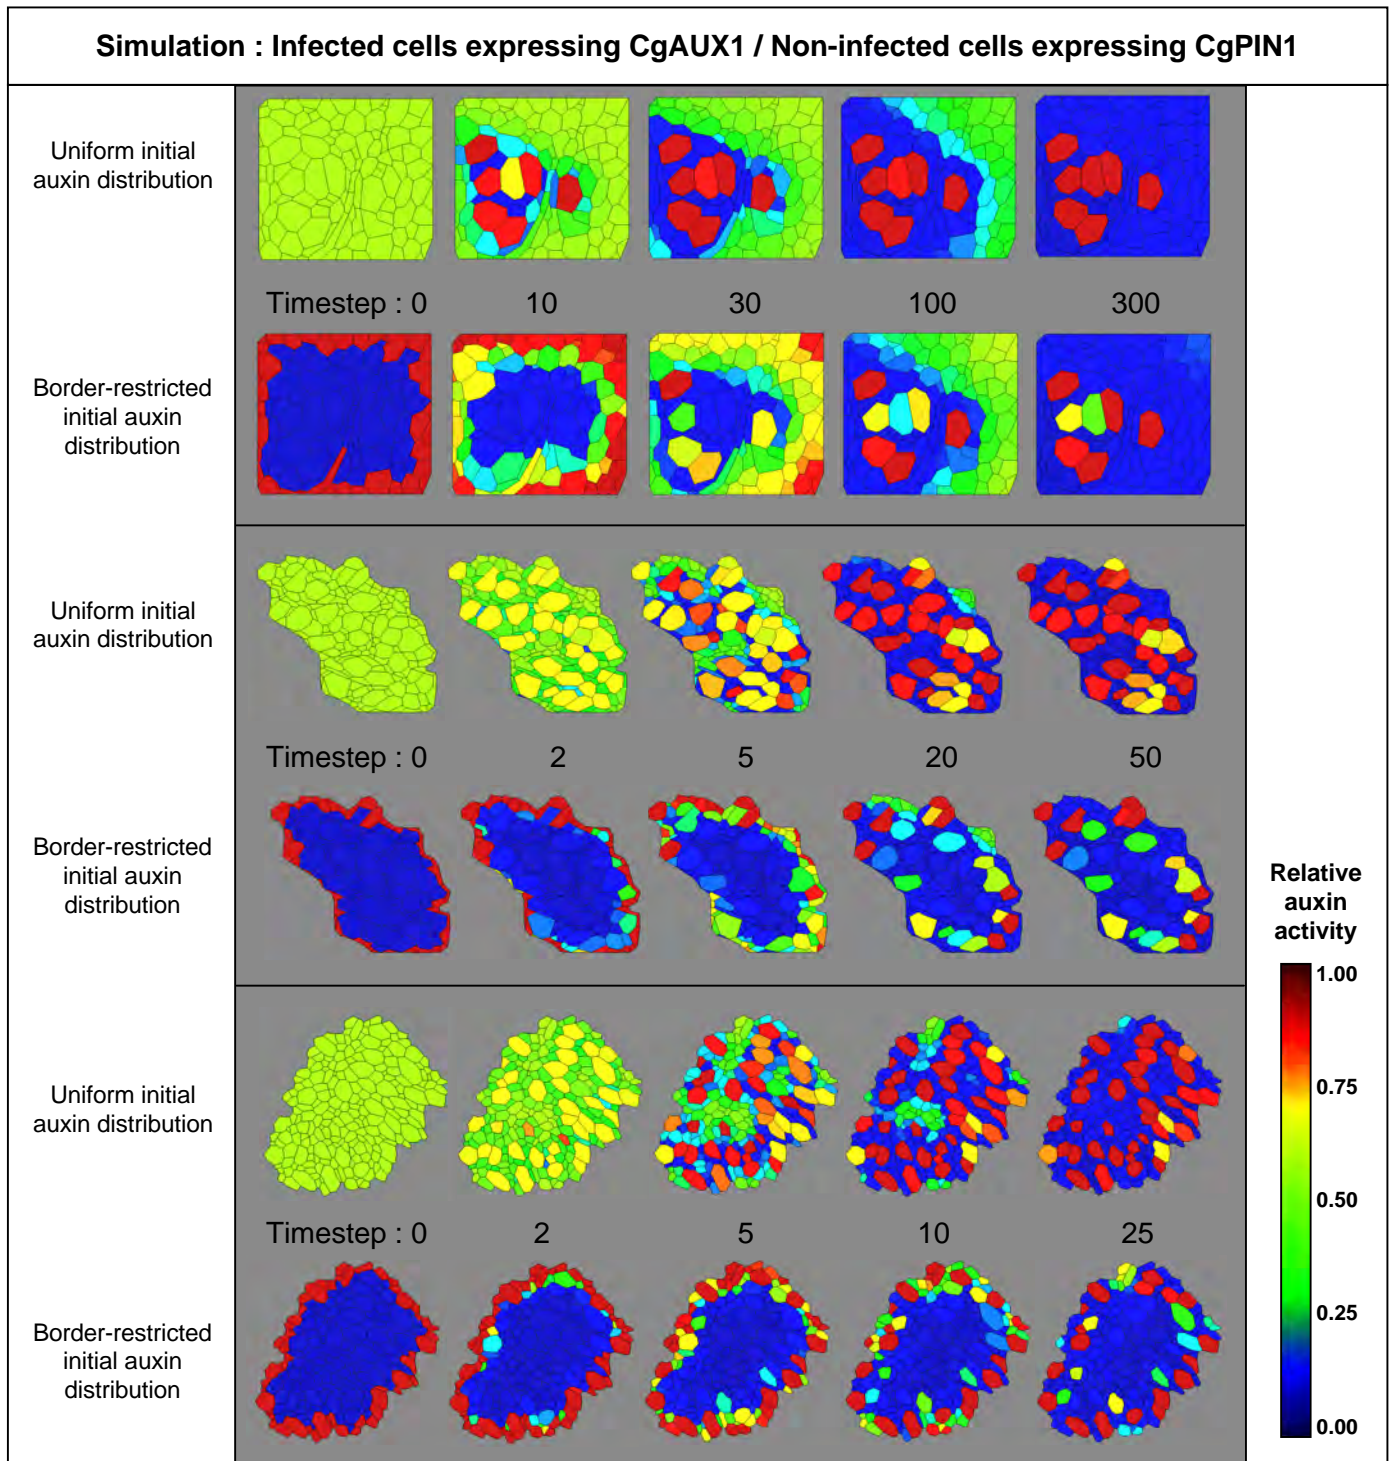 Simulation : Infected cells expressing CgAUX1 / Non-infected cells expressing CgPIN1
Uniform initial
auxin distribution
Timestep : 0 10 30 100 300
Border-restricted
initial auxin
distribution
Uniform initial
auxin distribution
Timestep : 0 2 5 20 50
Border-restricted
initial auxin
distribution
Uniform initial
auxin distribution
Timestep : 0 2 5 10 25
Border-restricted
initial auxin
distribution
Relative
auxin
activity
1.00
0.75
0.50
0.25
0.00